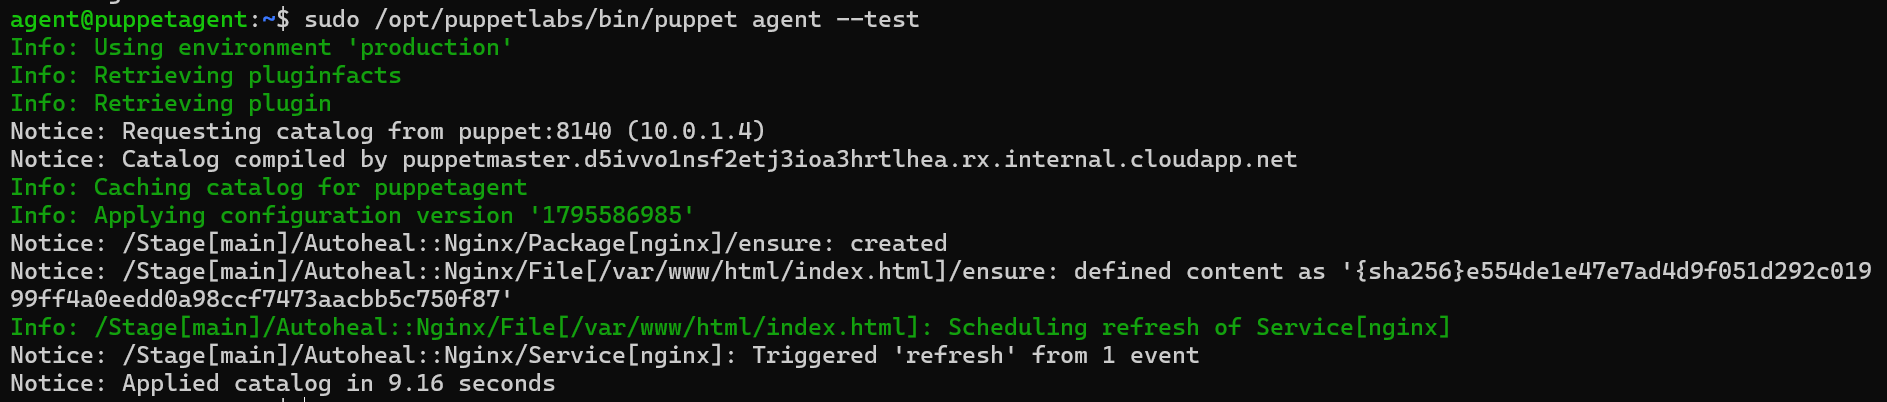 agent@puppetagent:~$ sudo /opt/puppetlabs/bin/puppet agent --test
Info: Using environment 'production'
Info: Retrieving pluginfacts
Info: Retrieving plugin
Notice: Requesting catalog from puppet:8140 (10.0.1.4)
Notice: Catalog compiled by puppetmaster.d5ivvo1nsf2etj3ioa3hrtlhea.rx.internal.cloudapp.net
Info: Caching catalog for puppetagent
Info: Applying configuration version '1795586985'
Notice: /Stage[main]/Autoheal::Nginx/Package[nginx]/ensure: created
Notice: /Stage[main]/Autoheal::Nginx/File[/var/www/html/index.html]/ensure: defined content as '{sha256}e554de1e47e7ad4d9f051d292c019
99ff4a0eedd0a98ccf7473aacbb5c750f87'
Info: /Stage[main]/Autoheal::Nginx/File[/var/www/html/index.html]: Scheduling refresh of Service[nginx]
Notice: /Stage[main]/Autoheal::Nginx/Service[nginx]: Triggered 'refresh' from 1 event
Notice: Applied catalog in 9.16 seconds